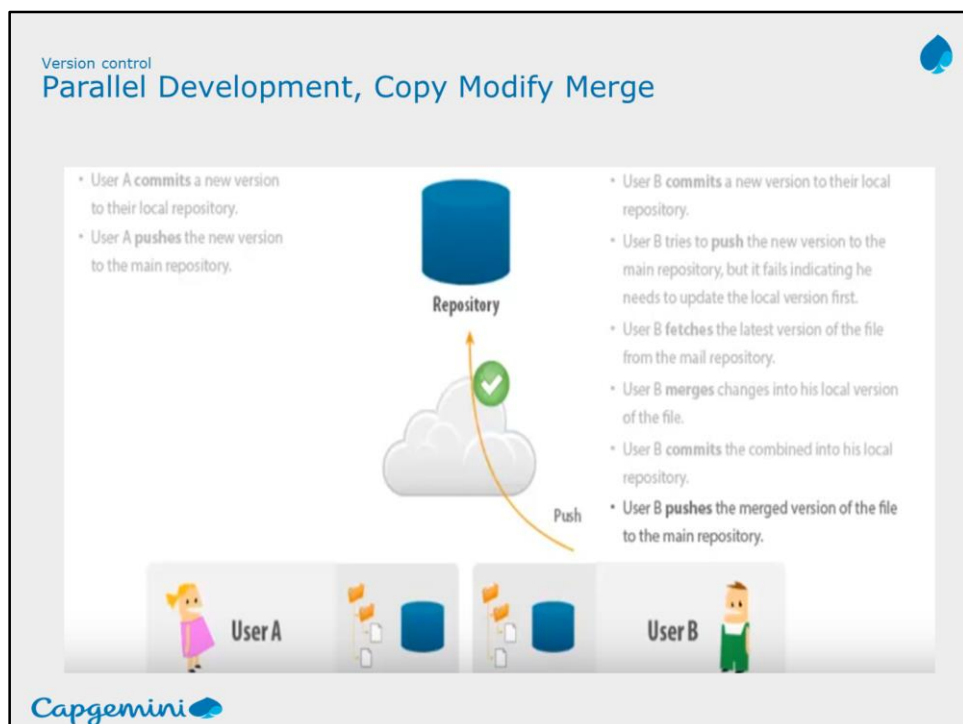 Version control
Parallel Development, Copy Modify Merge
• User A commits a new version
to their local repository.
• User A pushes the new version
to the main repository.
Repository
• User B commits a new version to their local
repository.
• User B tries to push the new version to the
main repository, but it fails indicating he
needs to update the local version first.
• User B fetches the latest version of the file
from the mail repository.
• User B merges changes into his local version
of the file.
• User B commits the combined into his local
repository.
• User B pushes the merged version of the file
to the main repository.
Push
User A
User B
Capgemini